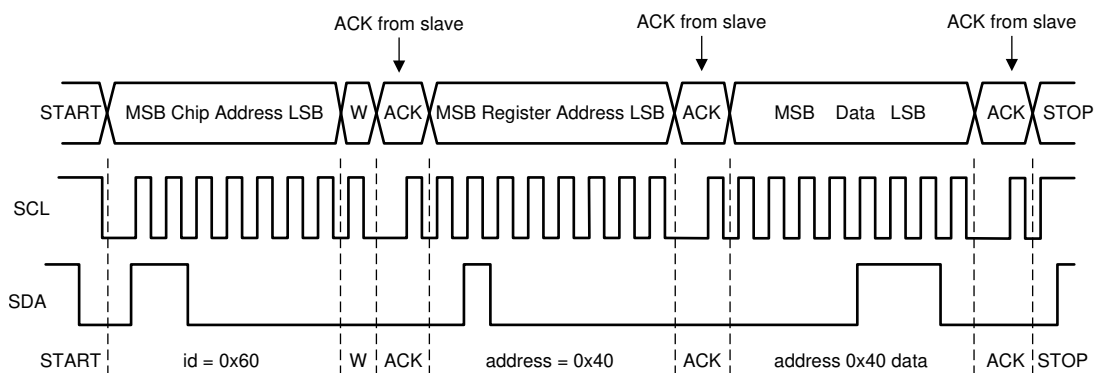 ACK from slave ACK from slave ACK from slave
START MSB Chip Address LSB W ACK MSB Register Address LSB ACK MSB Data LSB ACK STOP
SCL
SDA
START id = 0x60 W ACK address = 0x40 ACK address 0x40 data ACK STOP